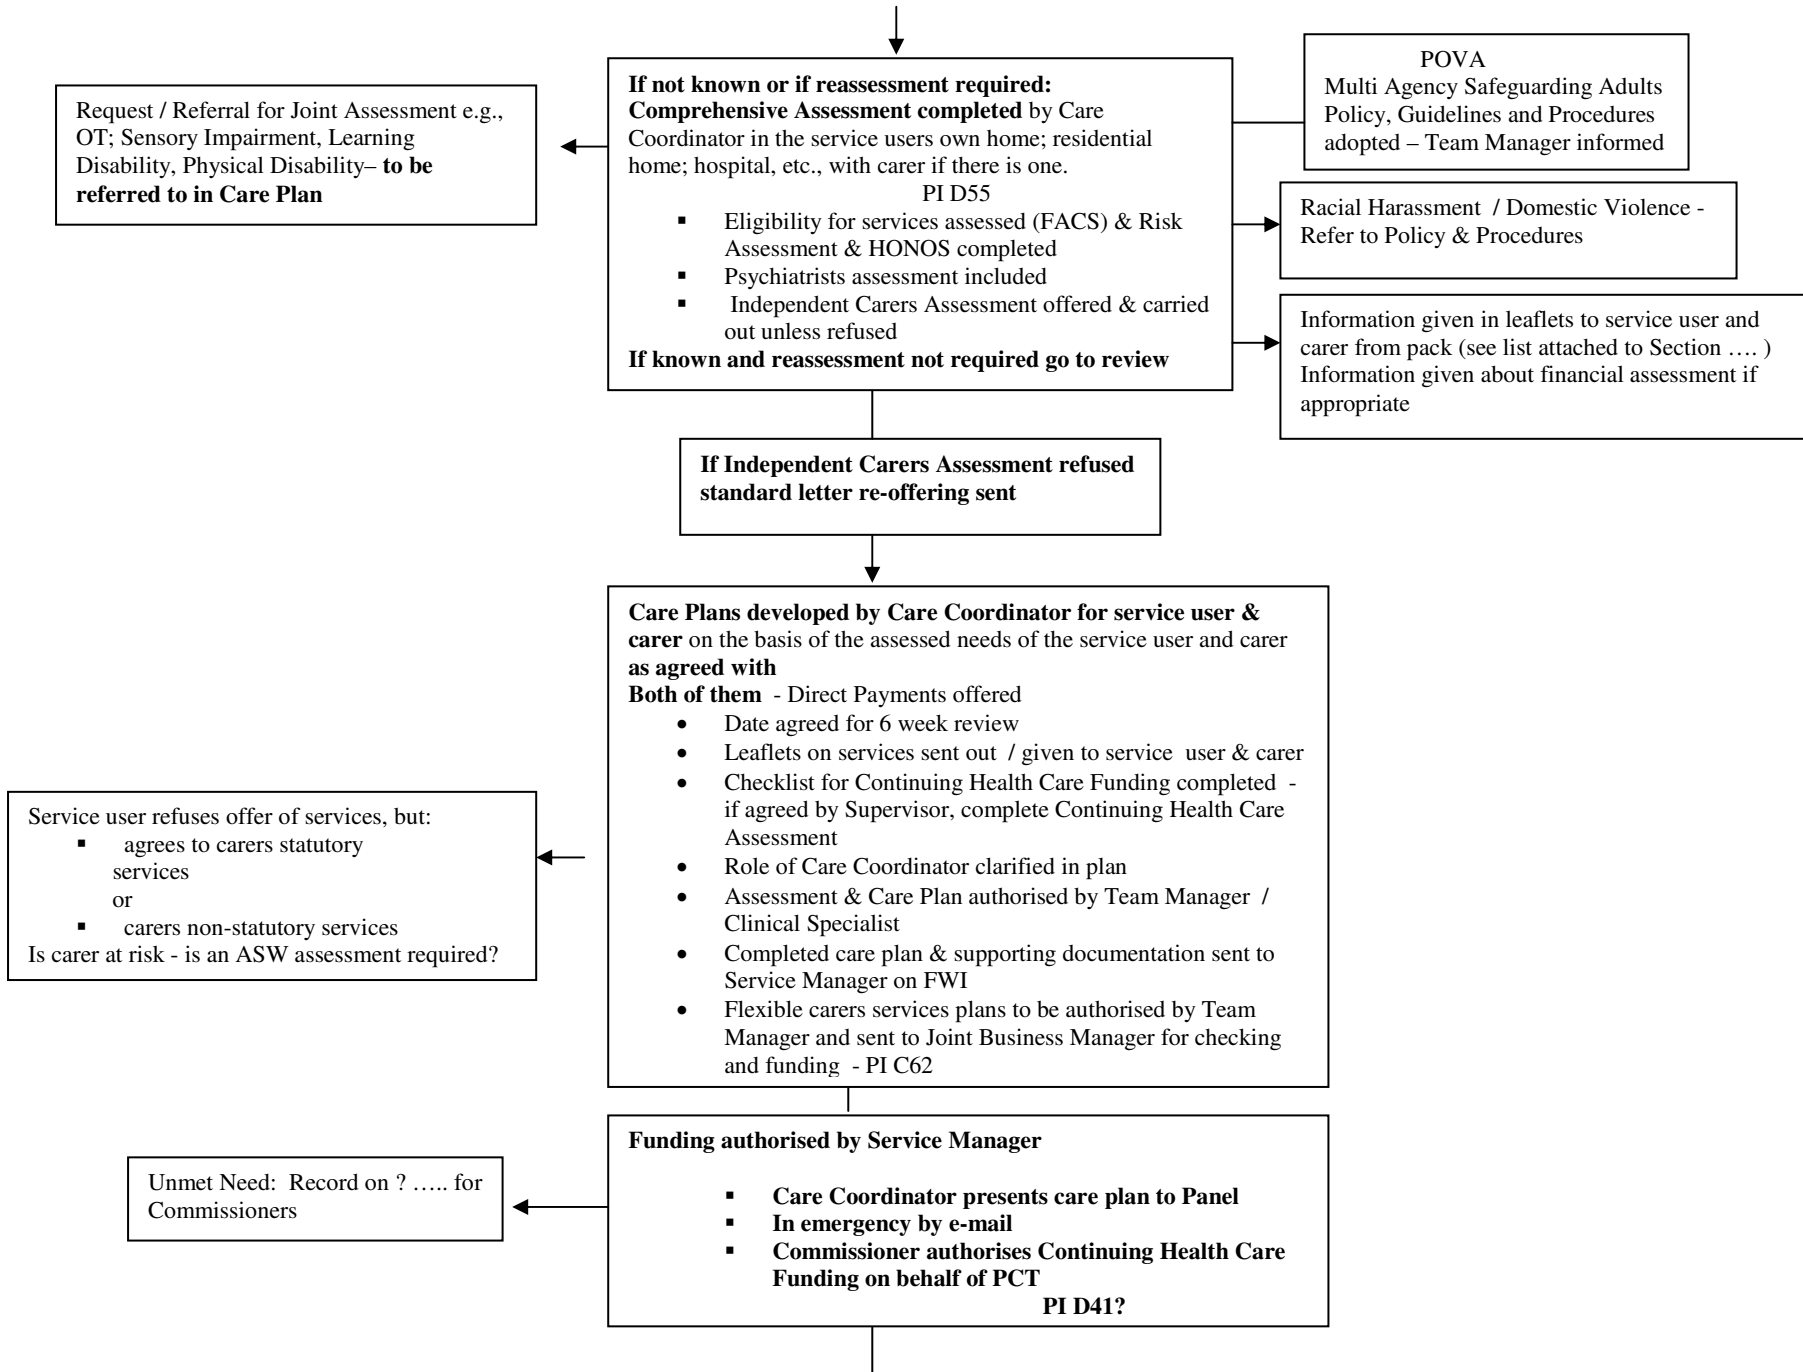 POVA
Multi Agency Safeguarding Adults
Policy, Guidelines and Procedures
adopted – Team Manager informed
Request / Referral for Joint Assessment e.g.,
OT; Sensory Impairment, Learning
Disability, Physical Disability– to be
referred to in Care Plan
If not known or if reassessment required:
Comprehensive Assessment completed by Care
Coordinator in the service users own home; residential
home; hospital, etc., with carer if there is one.
PI D55
▪ Eligibility for services assessed (FACS) & Risk
Assessment & HONOS completed
▪ Psychiatrists assessment included
▪ Independent Carers Assessment offered & carried
out unless refused
If known and reassessment not required go to review
Racial Harassment / Domestic Violence -
Refer to Policy & Procedures
Information given in leaflets to service user and
carer from pack (see list attached to Section …. )
Information given about financial assessment if
appropriate
If Independent Carers Assessment refused
standard letter re-offering sent
Care Plans developed by Care Coordinator for service user &
carer on the basis of the assessed needs of the service user and carer
as agreed with
Both of them - Direct Payments offered
• Date agreed for 6 week review
• Leaflets on services sent out / given to service user & carer
• Checklist for Continuing Health Care Funding completed -
if agreed by Supervisor, complete Continuing Health Care
Assessment
• Role of Care Coordinator clarified in plan
• Assessment & Care Plan authorised by Team Manager /
Clinical Specialist
• Completed care plan & supporting documentation sent to
Service Manager on FWI
• Flexible carers services plans to be authorised by Team
Manager and sent to Joint Business Manager for checking
and funding - PI C62
Service user refuses offer of services, but:
▪ agrees to carers statutory
services
or
▪ carers non-statutory services
Is carer at risk - is an ASW assessment required?
Funding authorised by Service Manager
▪ Care Coordinator presents care plan to Panel
▪ In emergency by e-mail
▪ Commissioner authorises Continuing Health Care
Funding on behalf of PCT
PI D41?
Unmet Need: Record on ? ….. for
Commissioners